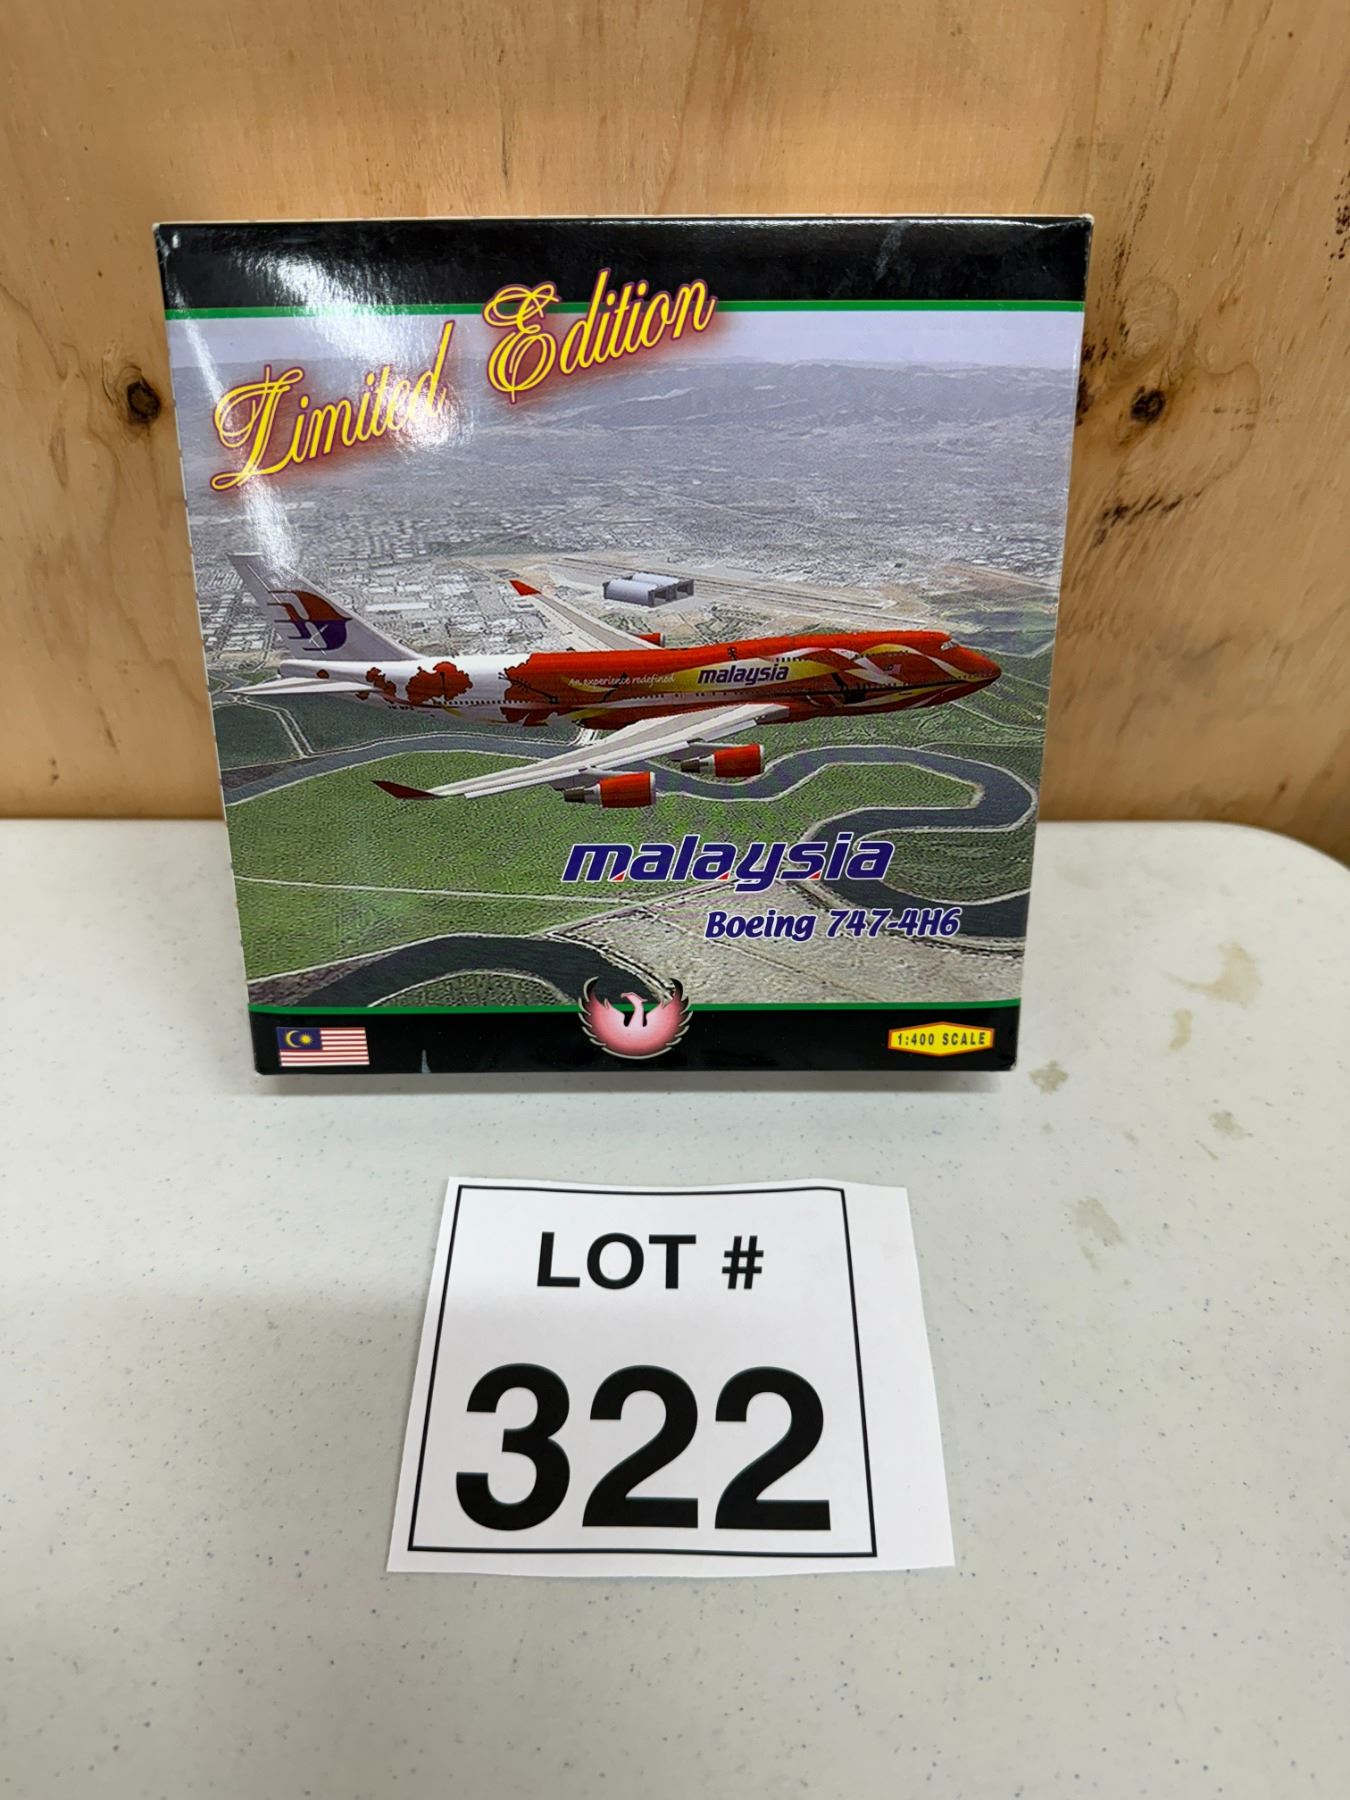 Limited Edition
An experience redefined
malaysia
malaysia
Boeing 747-4H6
1:400 SCALE
LOT #
322